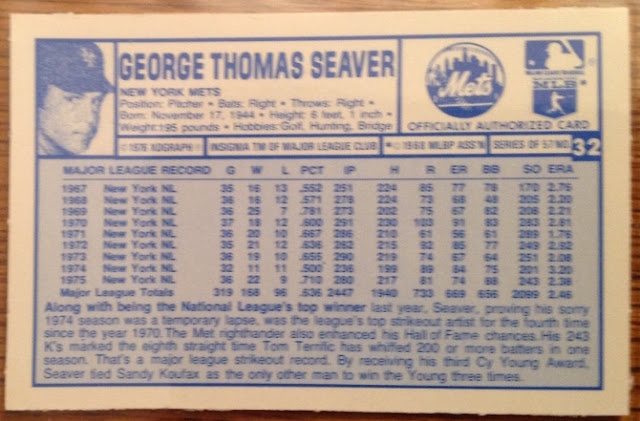 GEORGE THOMAS SEAVER
NEW YORK METS
Position: Pitcher • Bats: Right • Throws: Right •
Born: November 17, 1944 • Height: 6 feet, 1 inch •
Weight: 195 pounds • Hobbies: Golf, Hunting, Bridge
Mets
MAJOR LEAGUE BASEBALL
MLB
OFFICIALLY AUTHORIZED CARD
© 1976 XOGRAPH® INSIGNIA TM OF MAJOR LEAGUE CLUB © 1968 MLBP ASS'N SERIES OF 57 NO. 32
MAJOR LEAGUE RECORD G W L PCT IP H R ER BB SO ERA
1967 New York NL 35 16 13 .552 251 224 85 77 78 170 2.76
1968 New York NL 36 16 12 .571 278 224 73 68 48 205 2.20
1969 New York NL 36 25 7 .781 273 202 75 67 82 208 2.21
1970 New York NL 37 18 12 .600 291 230 103 91 83 283 2.81
1971 New York NL 36 20 10 .667 286 210 61 56 61 289 1.76
1972 New York NL 35 21 12 .636 262 215 92 85 77 249 2.92
1973 New York NL 36 19 10 .655 290 219 74 67 64 251 2.08
1974 New York NL 32 11 11 .500 236 199 89 84 75 201 3.20
1975 New York NL 36 22 9 .710 280 217 81 74 88 243 2.38
Major League Totals 319 168 96 .636 2447 1940 733 669 656 2099 2.46
Along with being the National League's top winner last year, Seaver, proving his sorry
1974 season was a temporary lapse, was the league's top strikeout artist for the fourth time
since the year 1970. The Met righthander also enhanced his Hall of Fame chances. His 243
K's marked the eighth straight time Tom Terrific has whiffed 200 or more batters in one
season. That's a major league strikeout record. By receiving his third Cy Young Award,
Seaver tied Sandy Koufax as the only other man to win the Young three times.